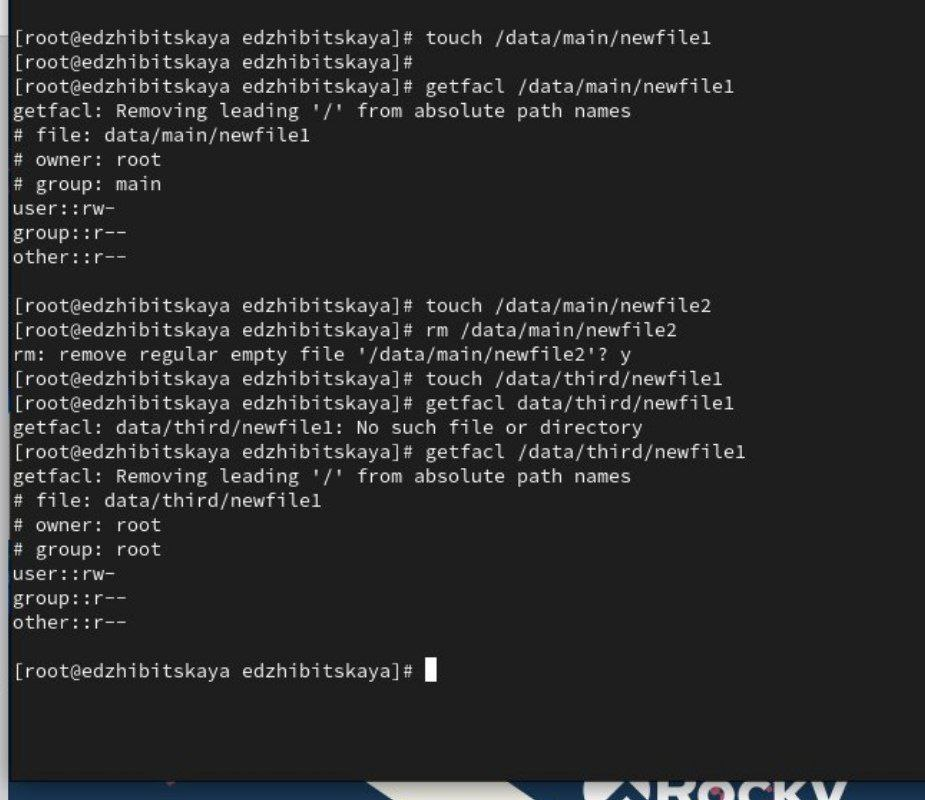 [root@edzhibitskaya edzhibitskaya]# touch /data/main/newfile1
[root@edzhibitskaya edzhibitskaya]#
[root@edzhibitskaya edzhibitskaya]# getfacl /data/main/newfile1
getfacl: Removing leading '/' from absolute path names
# file: data/main/newfile1
# owner: root
# group: main
user::rw-
group::r--
other::r--
[root@edzhibitskaya edzhibitskaya]# touch /data/main/newfile2
[root@edzhibitskaya edzhibitskaya]# rm /data/main/newfile2
rm: remove regular empty file '/data/main/newfile2'? y
[root@edzhibitskaya edzhibitskaya]# touch /data/third/newfile1
[root@edzhibitskaya edzhibitskaya]# getfacl data/third/newfile1
getfacl: data/third/newfile1: No such file or directory
[root@edzhibitskaya edzhibitskaya]# getfacl /data/third/newfile1
getfacl: Removing leading '/' from absolute path names
# file: data/third/newfile1
# owner: root
# group: root
user::rw-
group::r--
other::r--
[root@edzhibitskaya edzhibitskaya]#
ROCKY